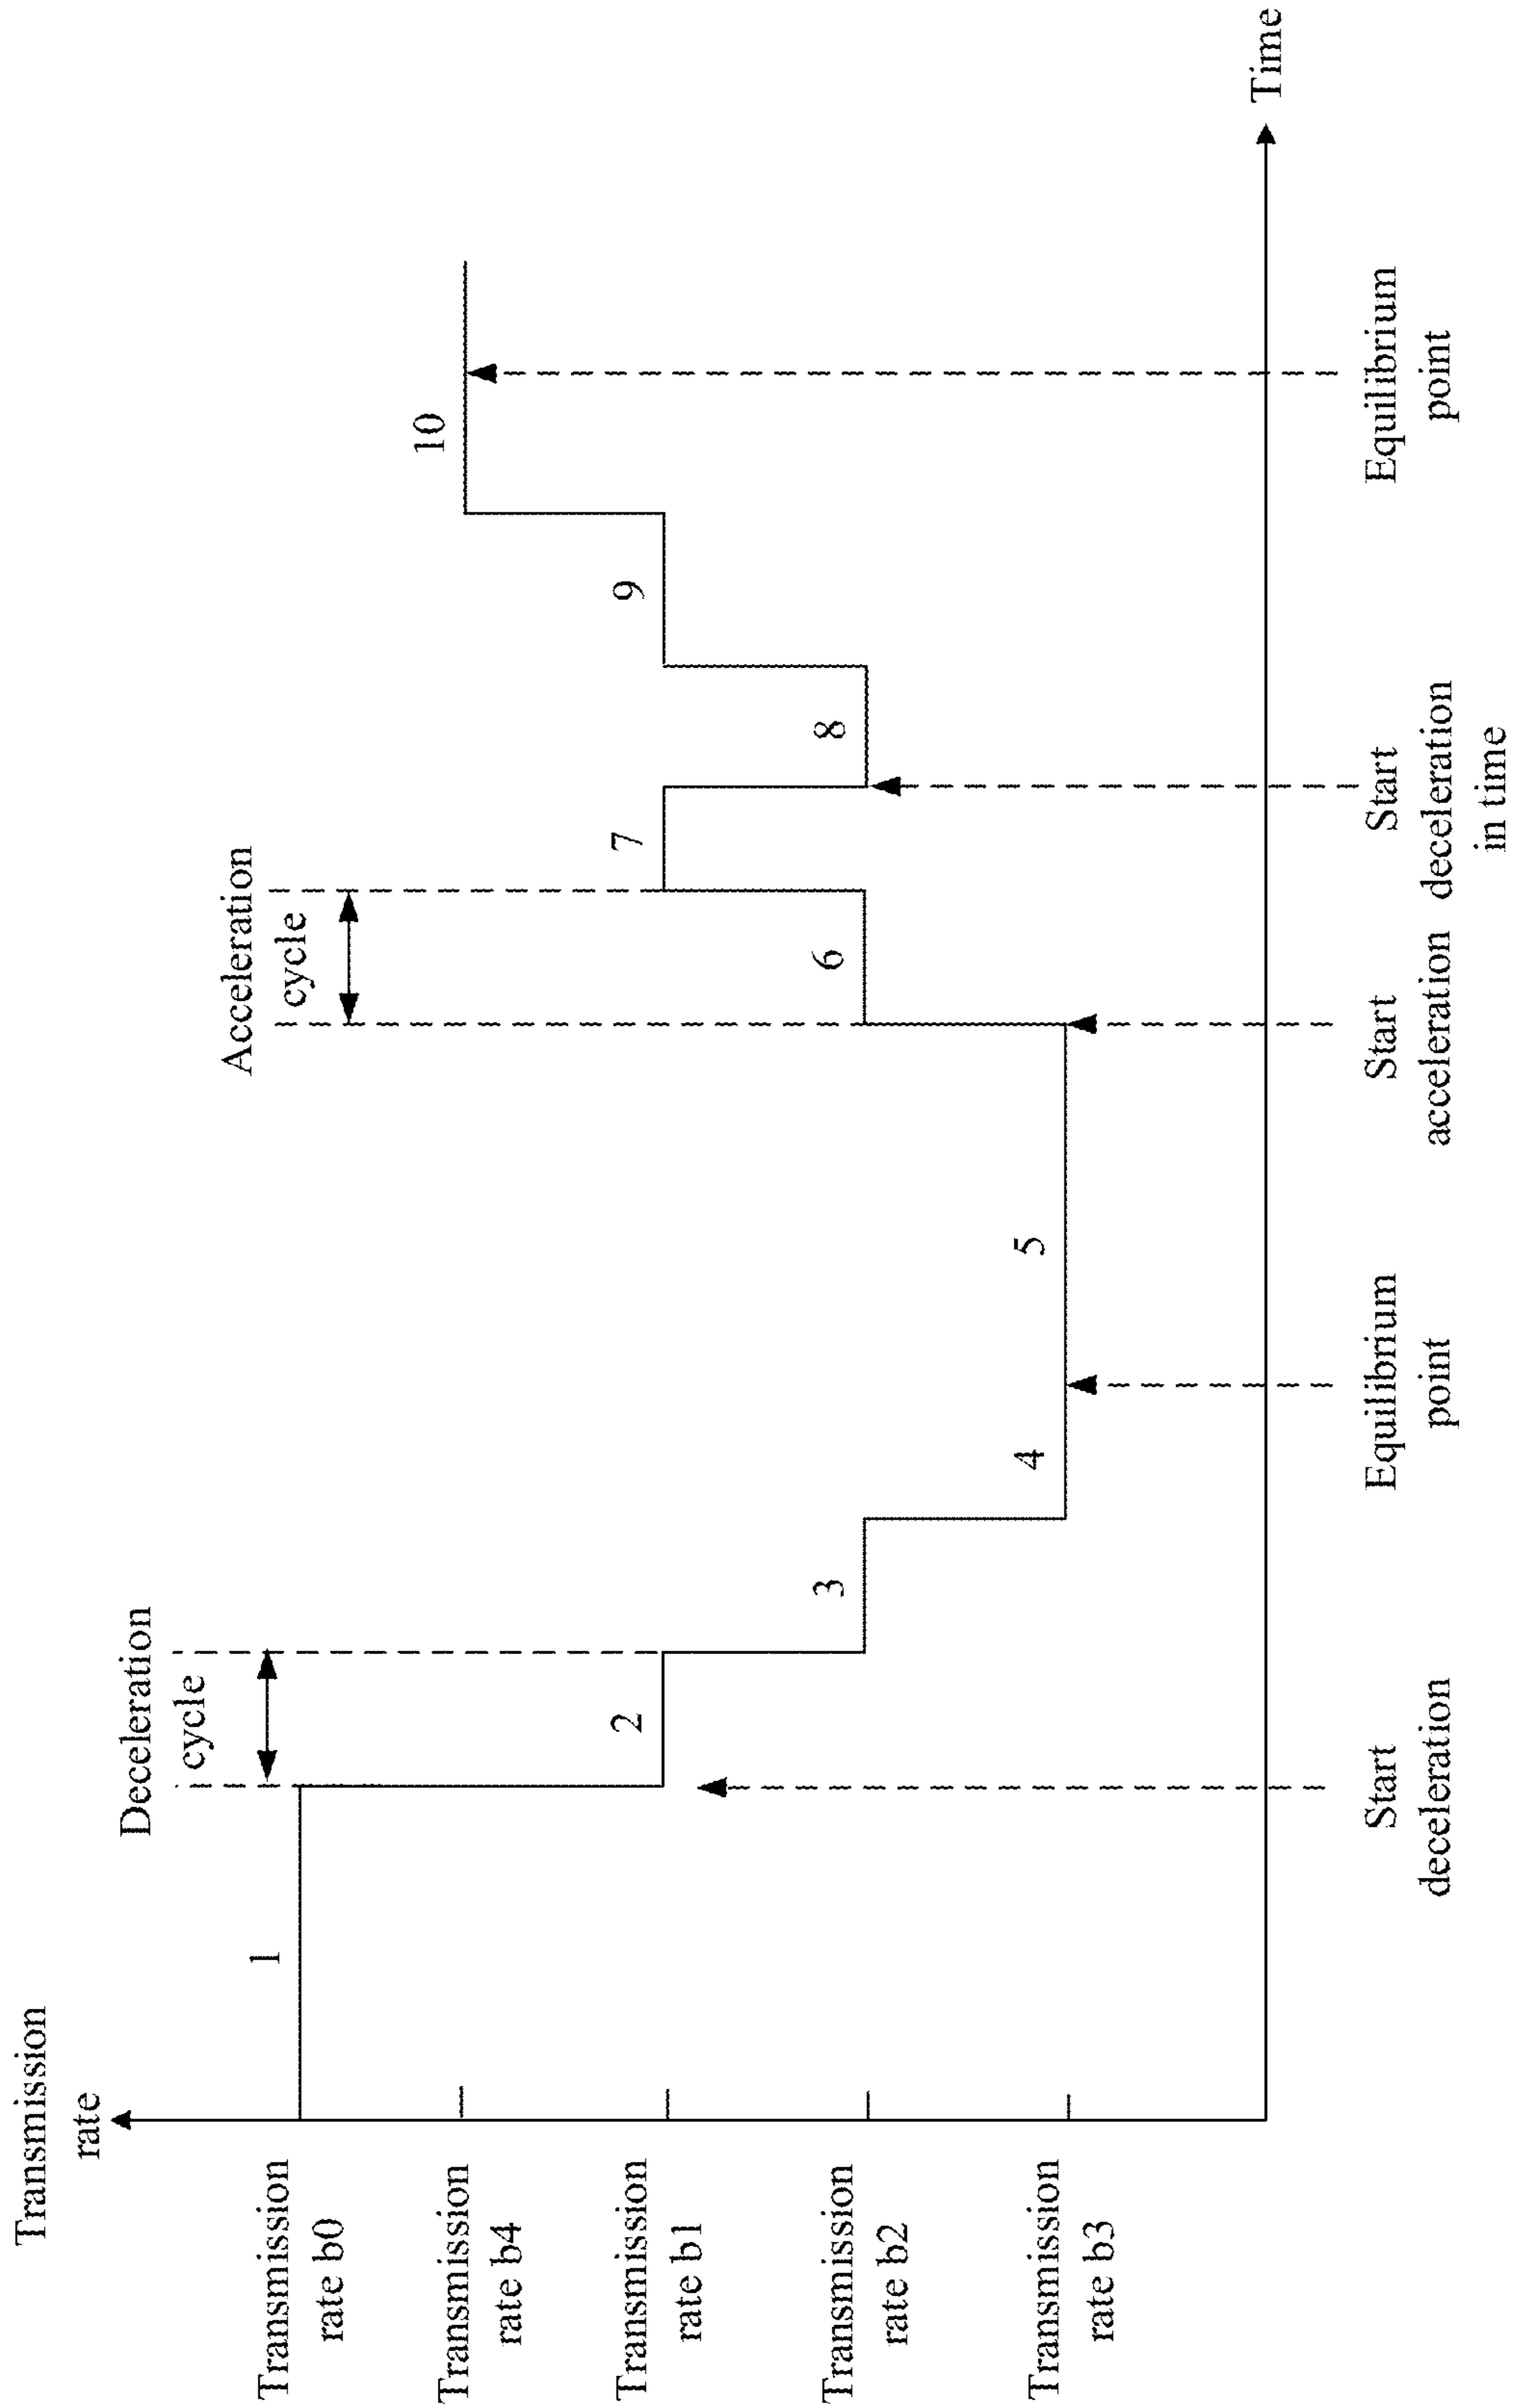 Transmission
rate
Deceleration
cycle
Acceleration
cycle
1
2
3
4
5
6
7
8
9
10
Transmission
rate b0
Transmission
rate b4
Transmission
rate b1
Transmission
rate b2
Transmission
rate b3
Time
Start
deceleration
Equilibrium
point
Start
acceleration
Start
deceleration
in time
Equilibrium
point